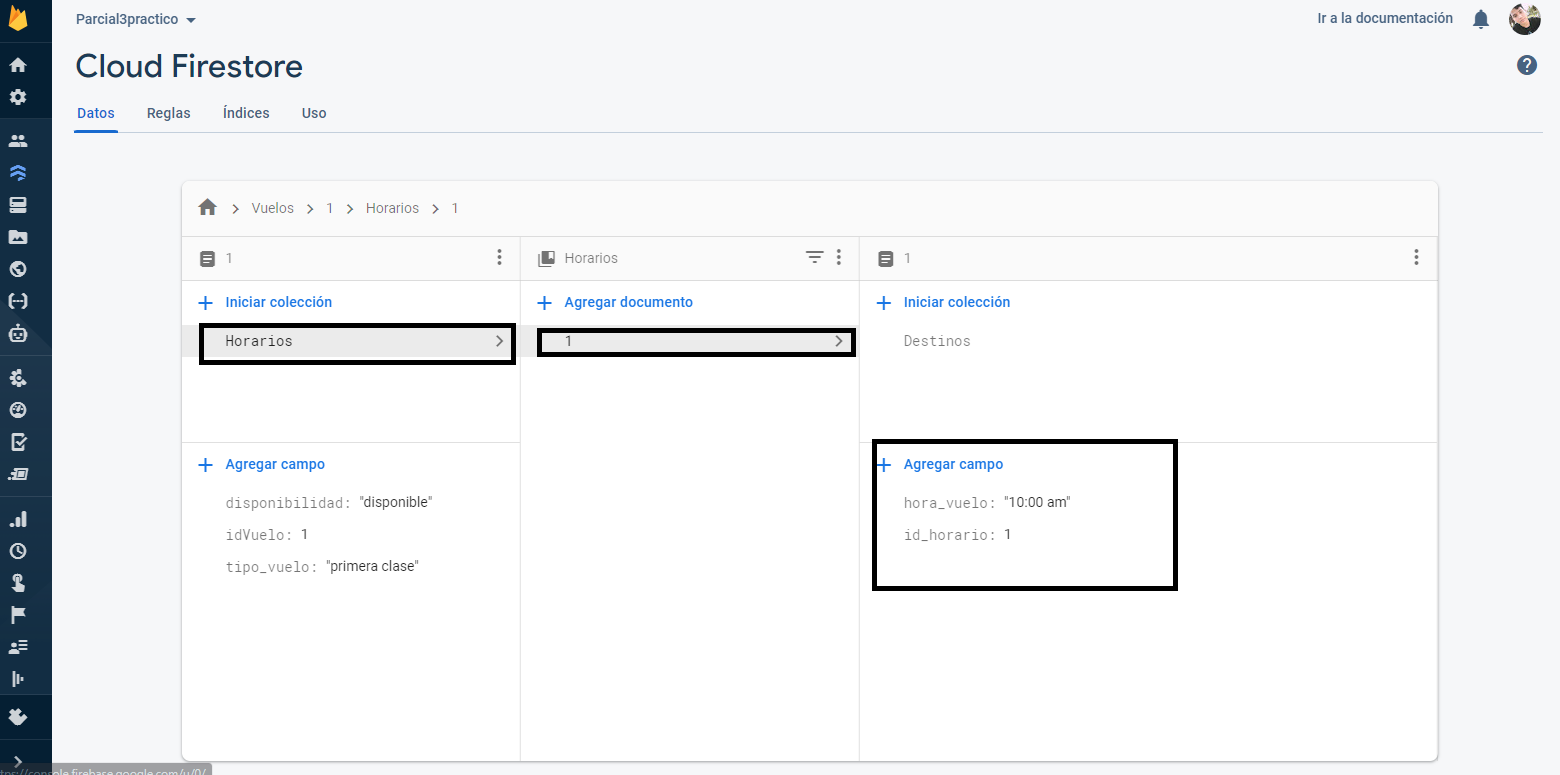 Parcial3practico
Ir a la documentación
Cloud Firestore
Datos Reglas Índices Uso
Vuelos > 1 > Horarios > 1
1
Horarios
1
Iniciar colección
Agregar documento
Iniciar colección
Horarios
1
Destinos
Agregar campo
disponibilidad: "disponible"
idVuelo: 1
tipo_vuelo: "primera clase"
Agregar campo
hora_vuelo: "10:00 am"
id_horario: 1
tps://console.firebase.google.com/u/0/